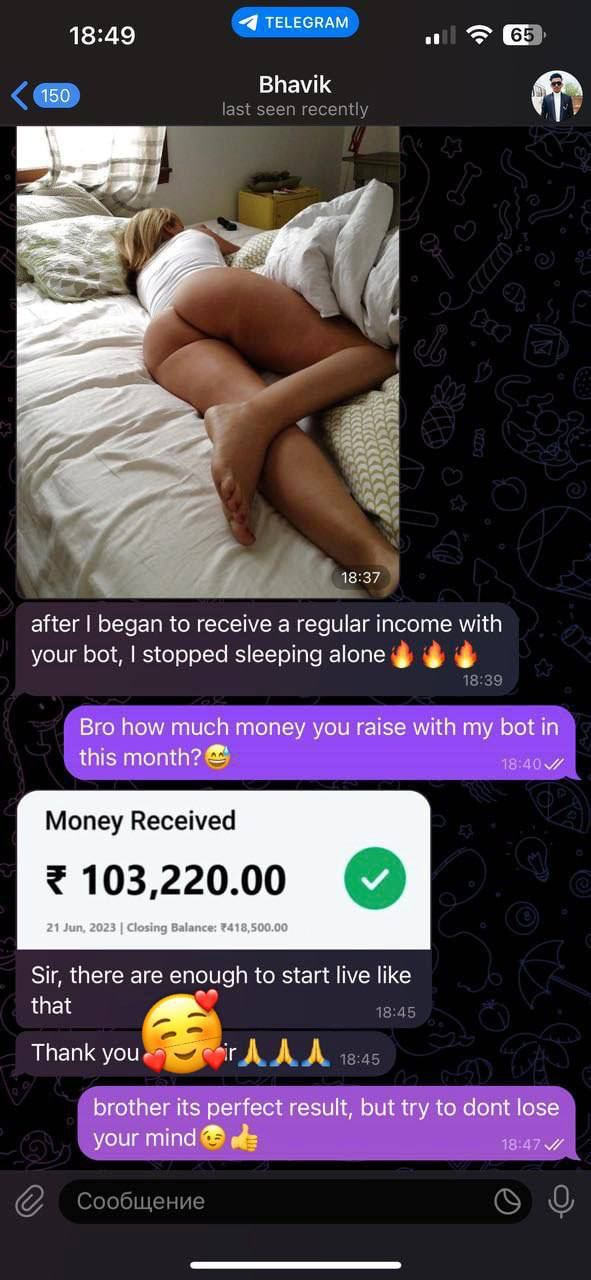 18:49
TELEGRAM
65
150
Bhavik
last seen recently
18:37
after I began to receive a regular income with
your bot, I stopped sleeping alone🔥🔥🔥
18:39
Bro how much money you raise with my bot in
this month?😅
18:40
Money Received
₹ 103,220.00
21 Jun, 2023 | Closing Balance: ₹418,500.00
Sir, there are enough to start live like
that
18:45
Thank you ir🙏🙏🙏
18:45
brother its perfect result, but try to dont lose
your mind😉👍
18:47
Сообщение